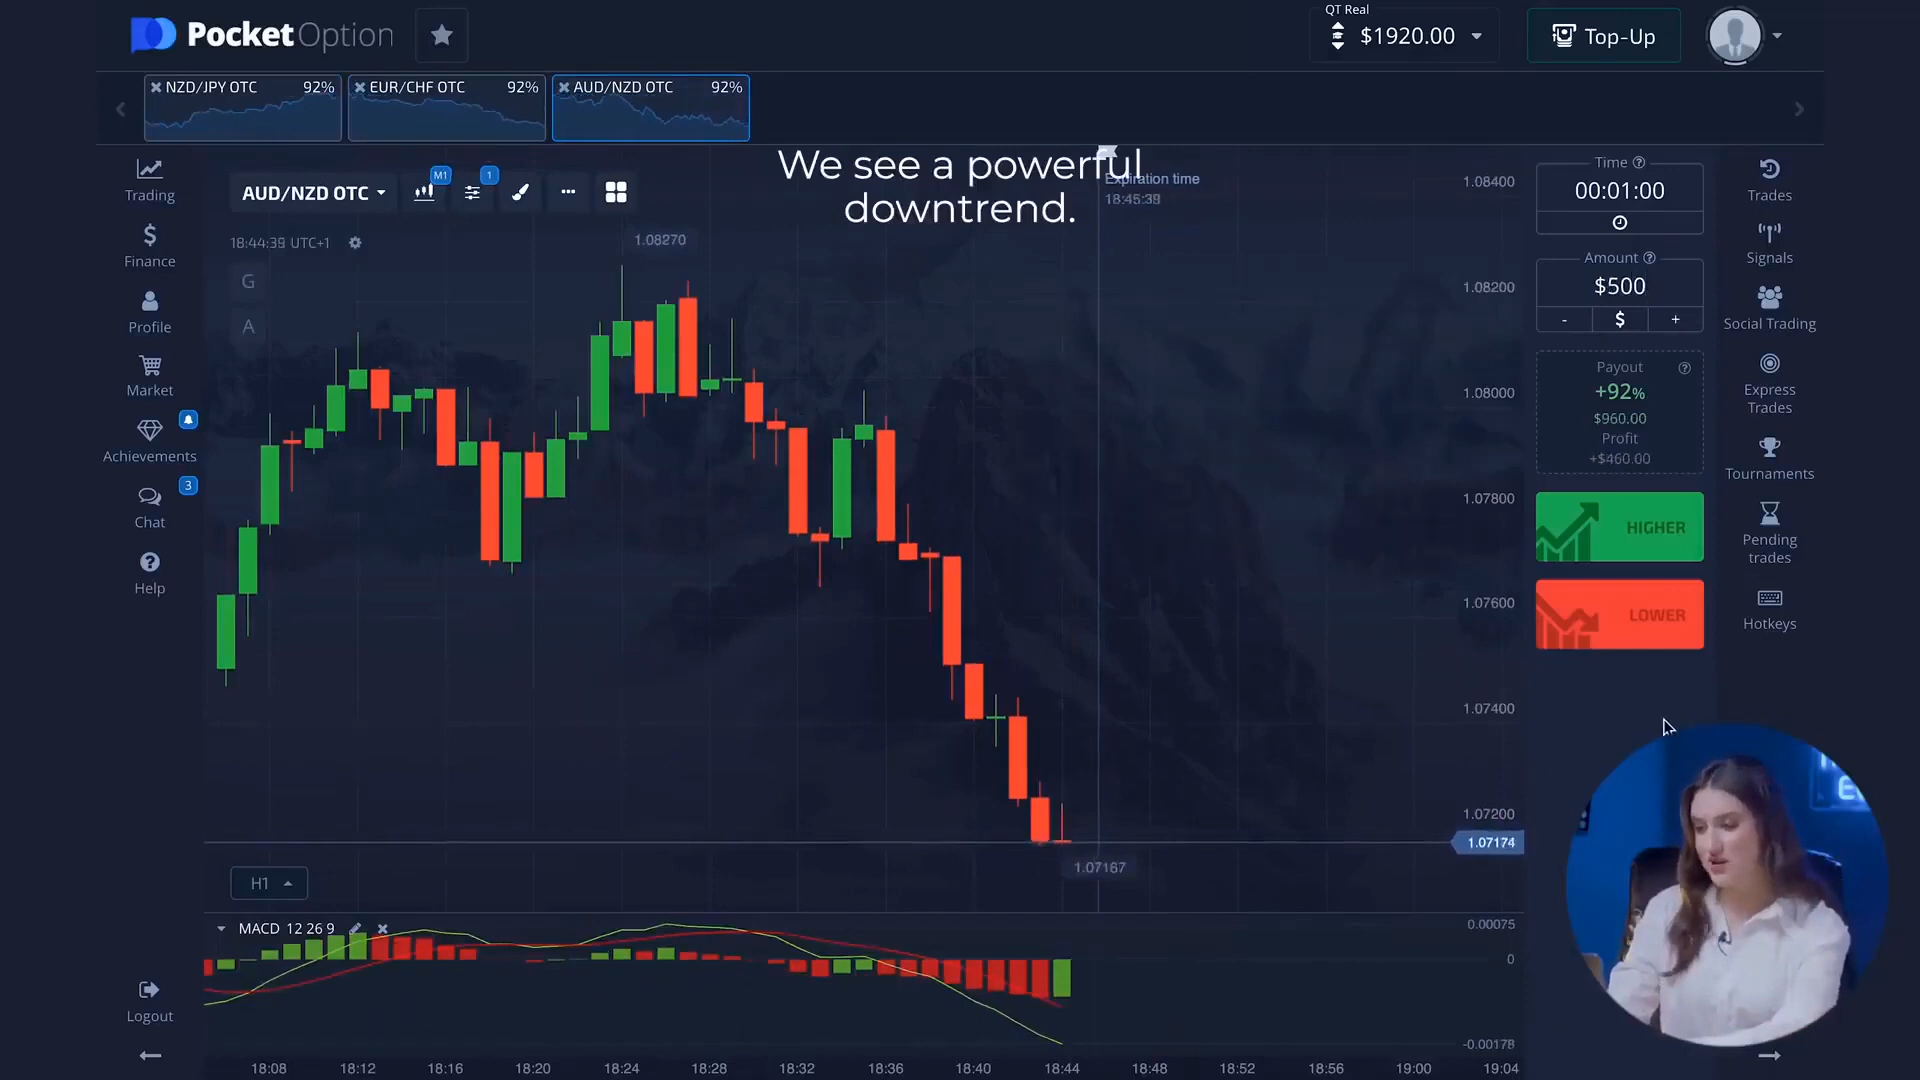 PocketOption
QT Real
$1920.00
Top-Up
NZD/JPY OTC 92%
EUR/CHF OTC 92%
AUD/NZD OTC 92%
We see a powerful
downtrend.
Trading
Finance
Profile
Market
Achievements
3
Chat
Help
Logout
AUD/NZD OTC
M1
1
18:44:39 UTC+1
G
A
Expiration time
18:45:39
1.08270
1.07167
H1
1.08400
1.08200
1.08000
1.07800
1.07600
1.07400
1.07200
1.07174
MACD 12 26 9
0.00075
0
-0.00178
18:08
18:12
18:16
18:20
18:24
18:28
18:32
18:36
18:40
18:44
18:48
18:52
18:56
19:00
19:04
Time
00:01:00
Amount
$500
- $ +
Payout
+92%
$960.00
Profit
+$460.00
HIGHER
LOWER
Trades
Signals
Social Trading
Express
Trades
Tournaments
Pending
trades
Hotkeys